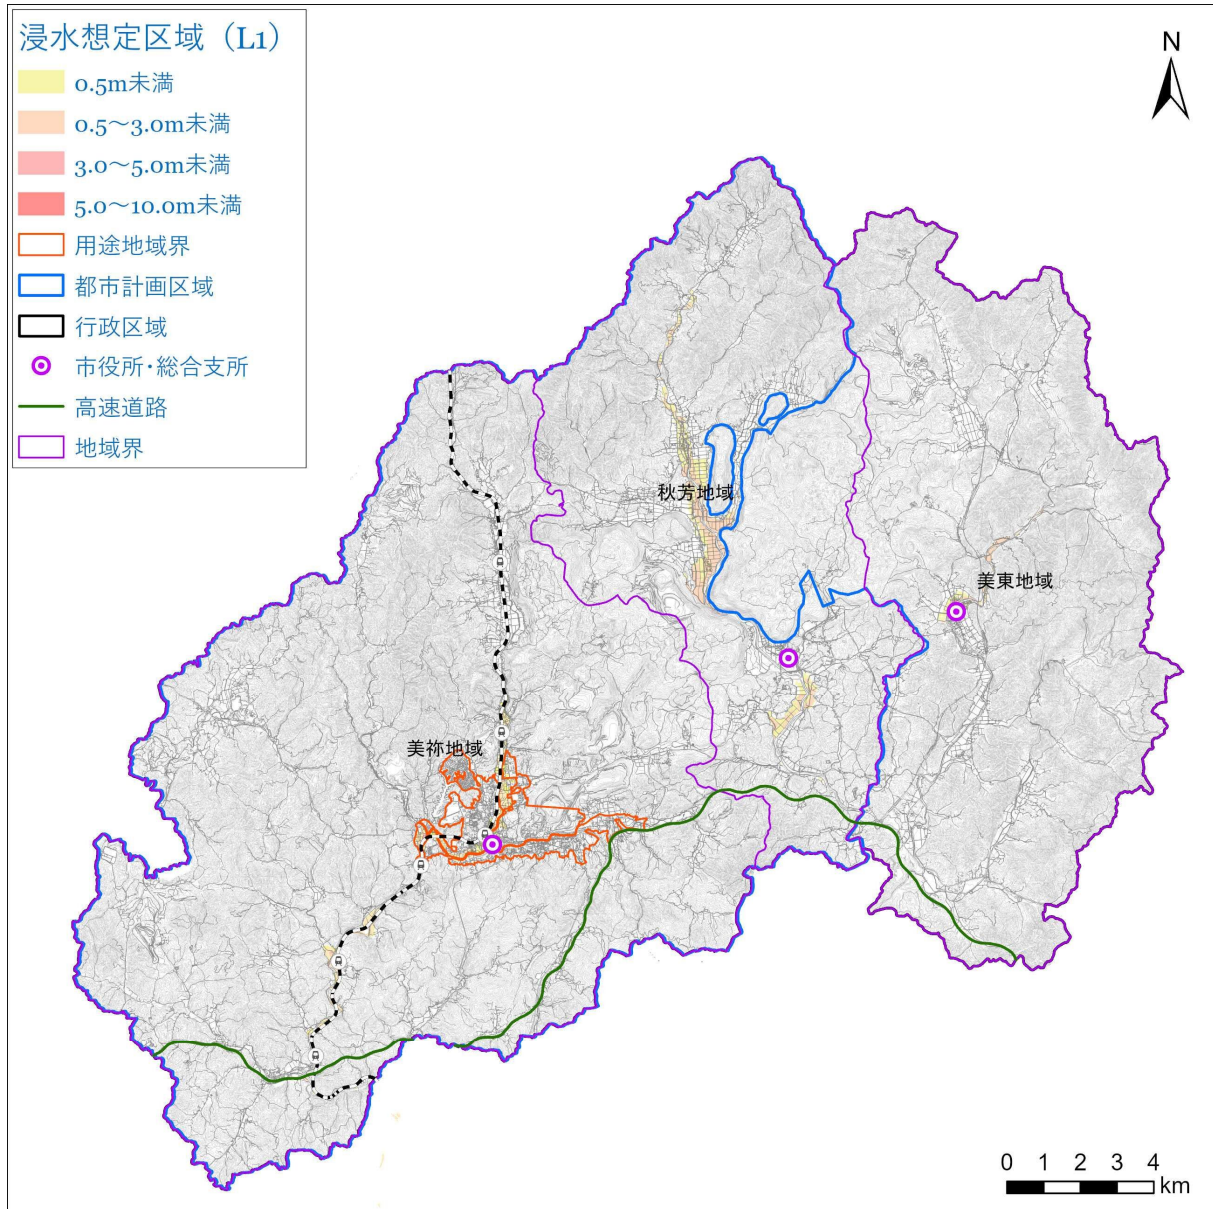 浸水想定区域（L1）
0.5m未満
0.5～3.0m未満
3.0～5.0m未満
5.0～10.0m未満
用途地域界
都市計画区域
行政区域
市役所・総合支所
高速道路
地域界
N
秋芳地域
美東地域
美祢地域
0 1 2 3 4
km